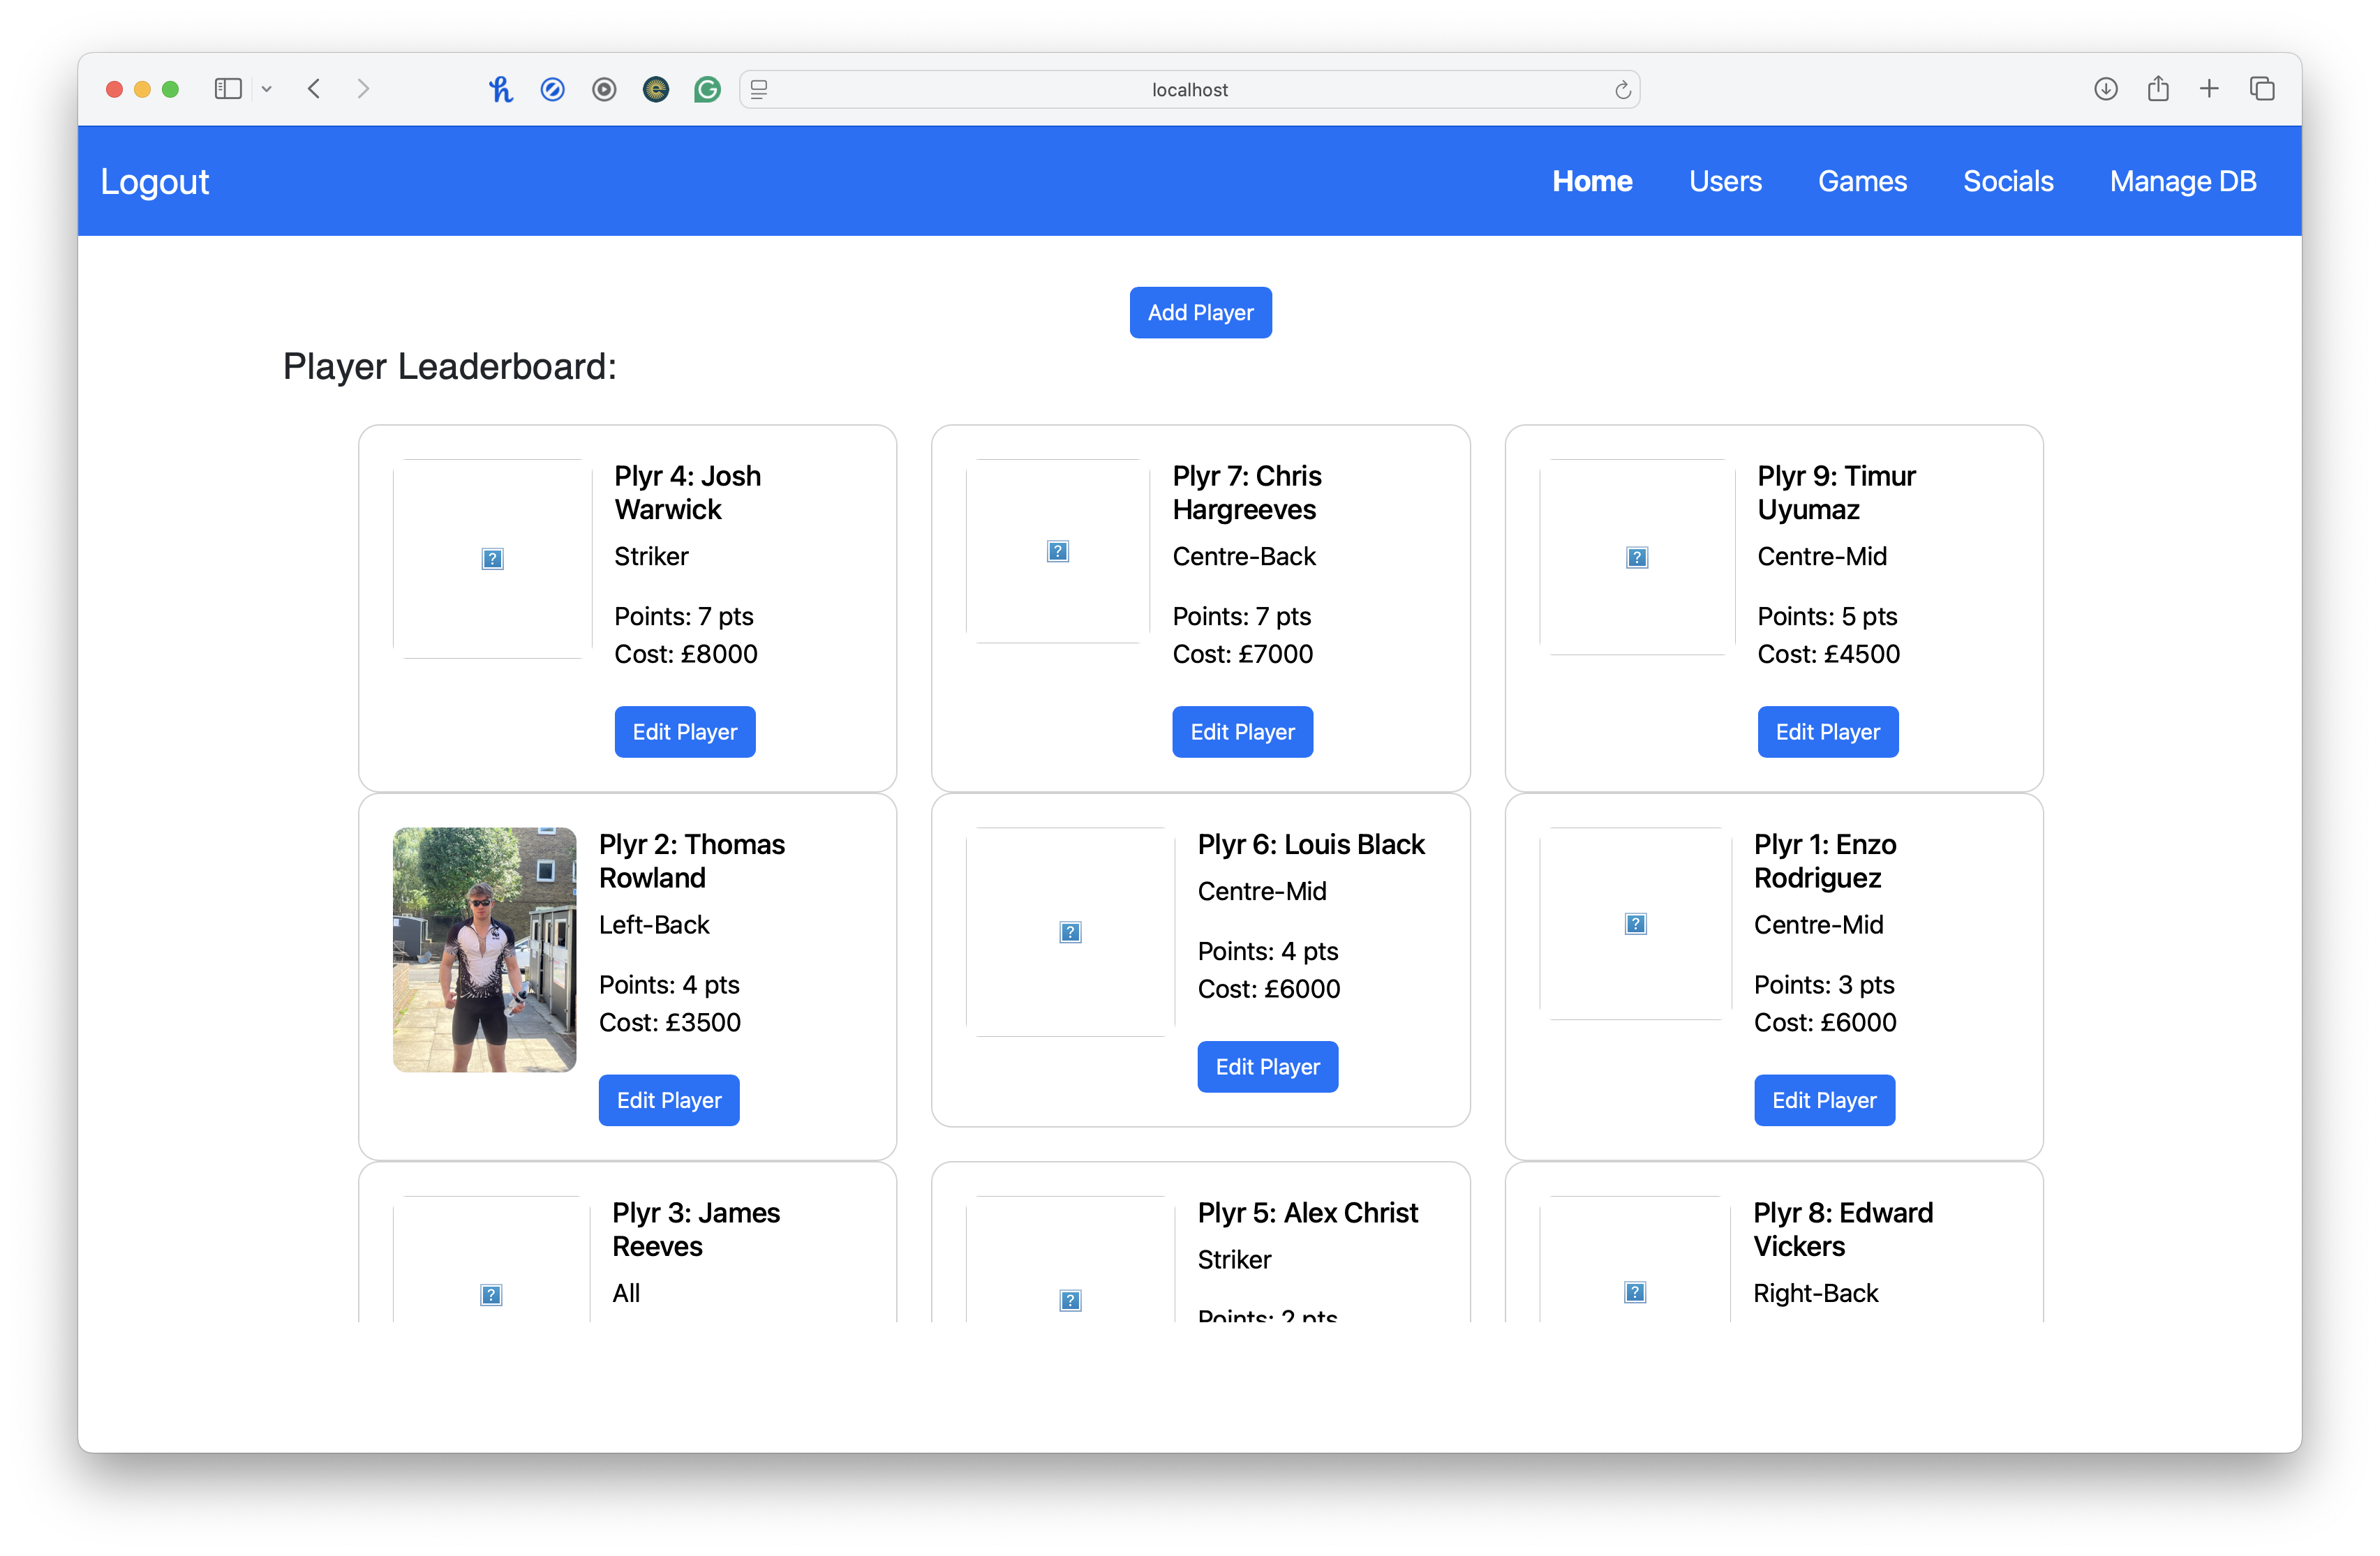 localhost
Logout
Home
Users
Games
Socials
Manage DB
Add Player
Player Leaderboard:
Plyr 4: Josh
Warwick
Striker
Points: 7 pts
Cost: £8000
Edit Player
Plyr 7: Chris
Hargreeves
Centre-Back
Points: 7 pts
Cost: £7000
Edit Player
Plyr 9: Timur
Uyumaz
Centre-Mid
Points: 5 pts
Cost: £4500
Edit Player
Plyr 2: Thomas
Rowland
Left-Back
Points: 4 pts
Cost: £3500
Edit Player
Plyr 6: Louis Black
Centre-Mid
Points: 4 pts
Cost: £6000
Edit Player
Plyr 1: Enzo
Rodriguez
Centre-Mid
Points: 3 pts
Cost: £6000
Edit Player
Plyr 3: James
Reeves
All
Plyr 5: Alex Christ
Striker
Points: 2 pts
Plyr 8: Edward
Vickers
Right-Back